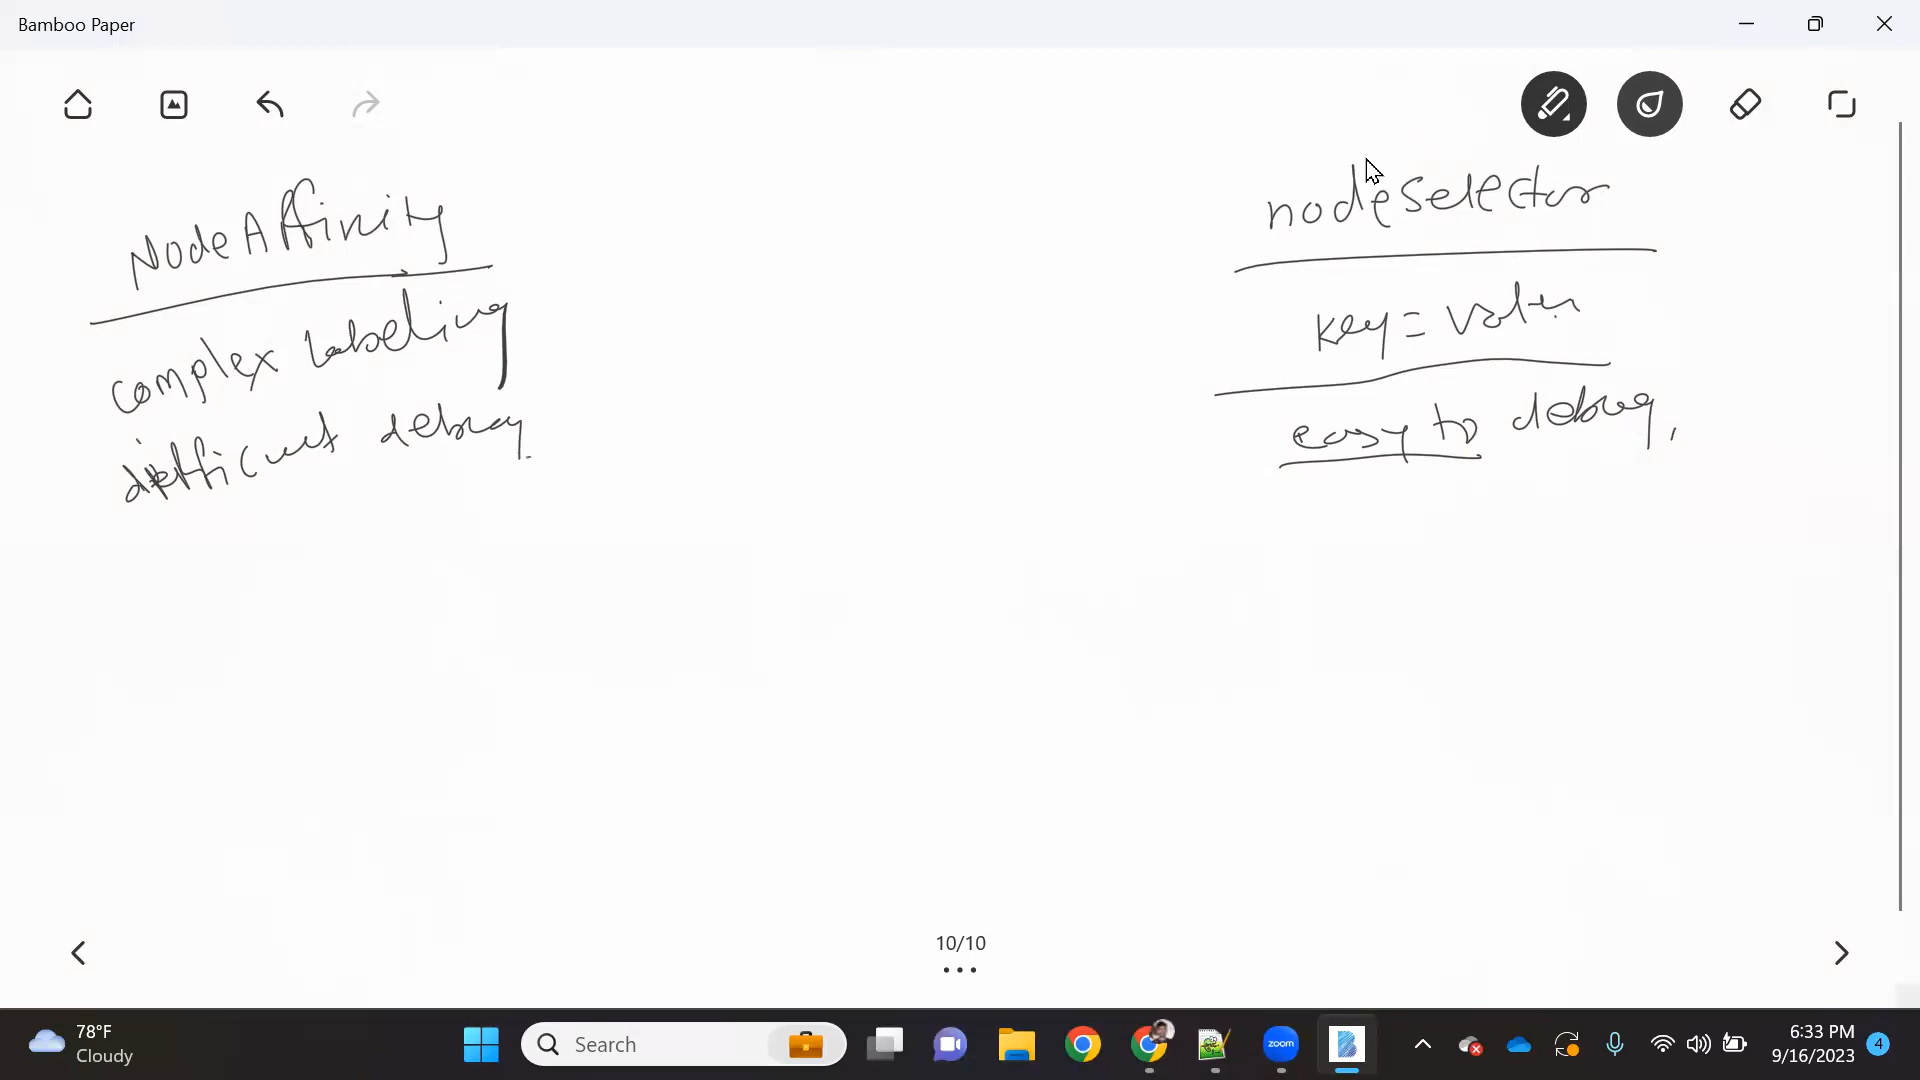 Bamboo Paper
NodeAffinity
complex labeling
difficult debug.
nodeSelector
key = value
easy to debug,
10/10
78°F
Cloudy
Search
zoom
6:33 PM
9/16/2023
4